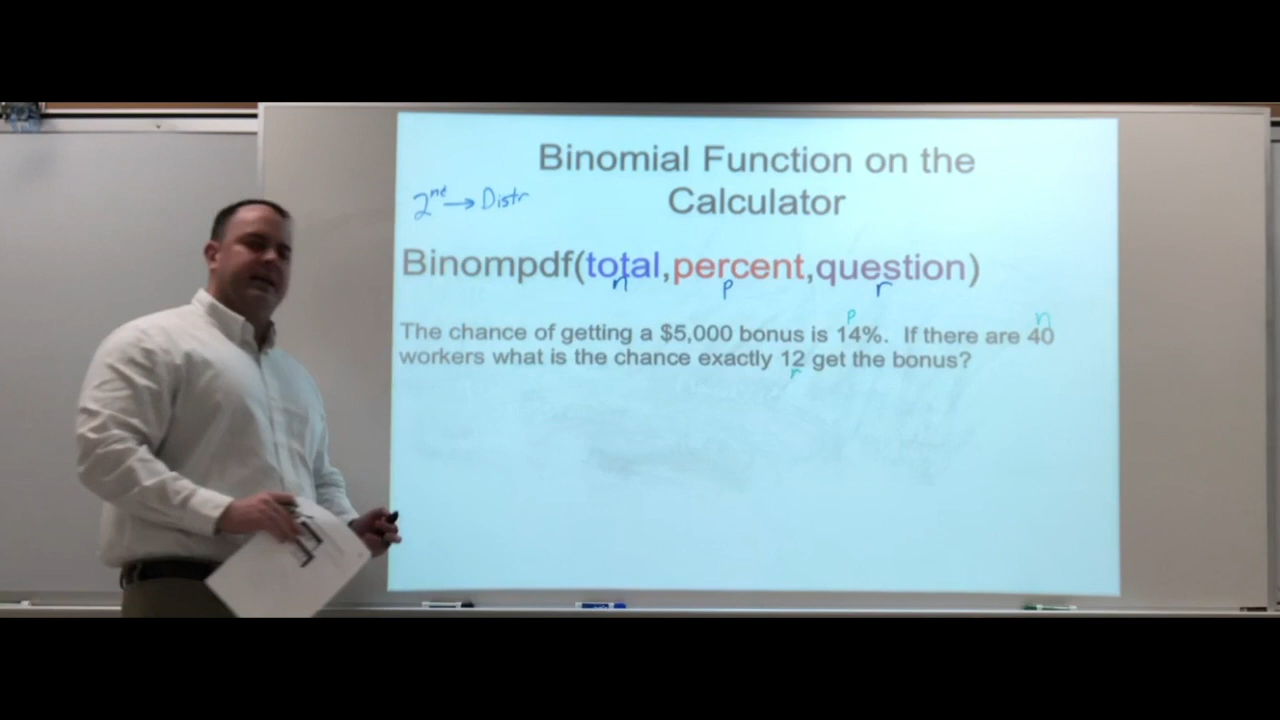 Binomial Function on the
Calculator
2nd → Distr
Binompdf(total,percent,question)
n p r
p n
The chance of getting a $5,000 bonus is 14%. If there are 40
workers what is the chance exactly 12 get the bonus?
r